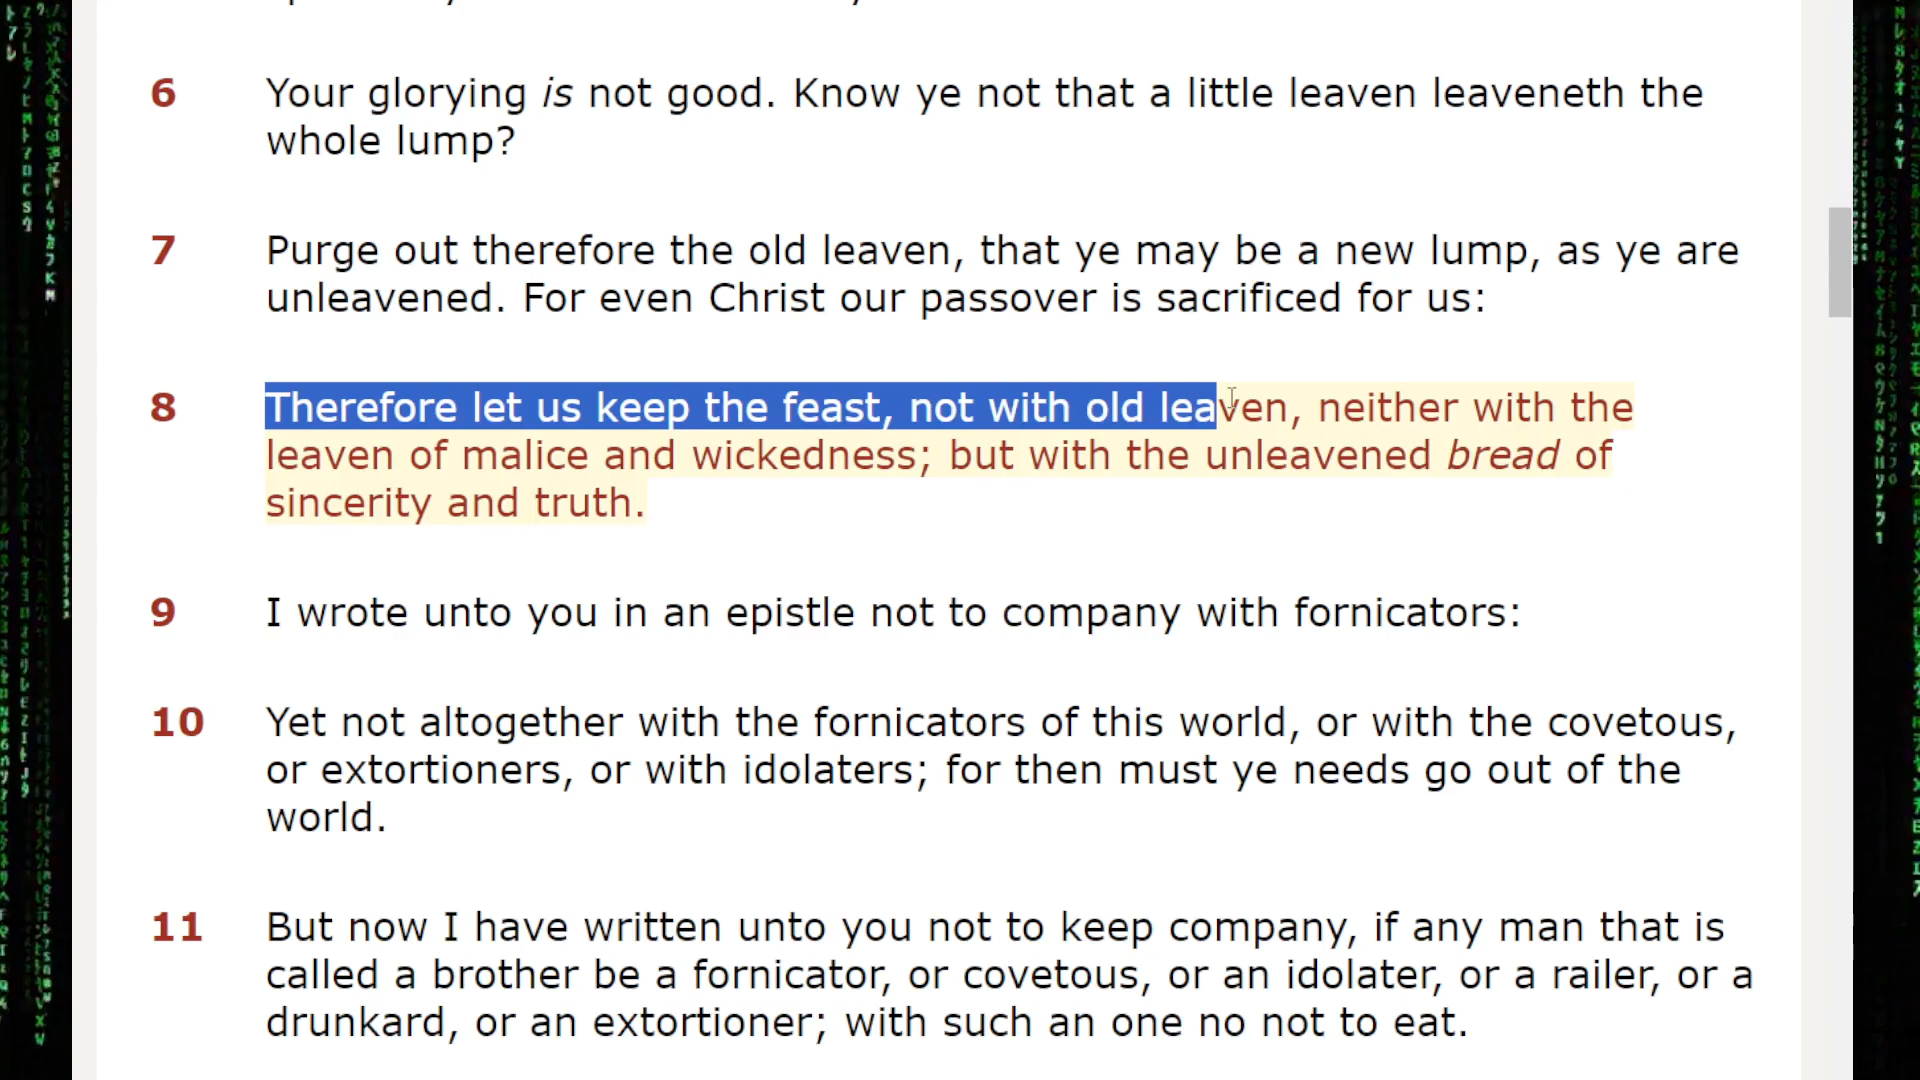 6 Your glorying is not good. Know ye not that a little leaven leaveneth the
whole lump?
7 Purge out therefore the old leaven, that ye may be a new lump, as ye are
unleavened. For even Christ our passover is sacrificed for us:
8 Therefore let us keep the feast, not with old leaven, neither with the
leaven of malice and wickedness; but with the unleavened bread of
sincerity and truth.
9 I wrote unto you in an epistle not to company with fornicators:
10 Yet not altogether with the fornicators of this world, or with the covetous,
or extortioners, or with idolaters; for then must ye needs go out of the
world.
11 But now I have written unto you not to keep company, if any man that is
called a brother be a fornicator, or covetous, or an idolater, or a railer, or a
drunkard, or an extortioner; with such an one no not to eat.